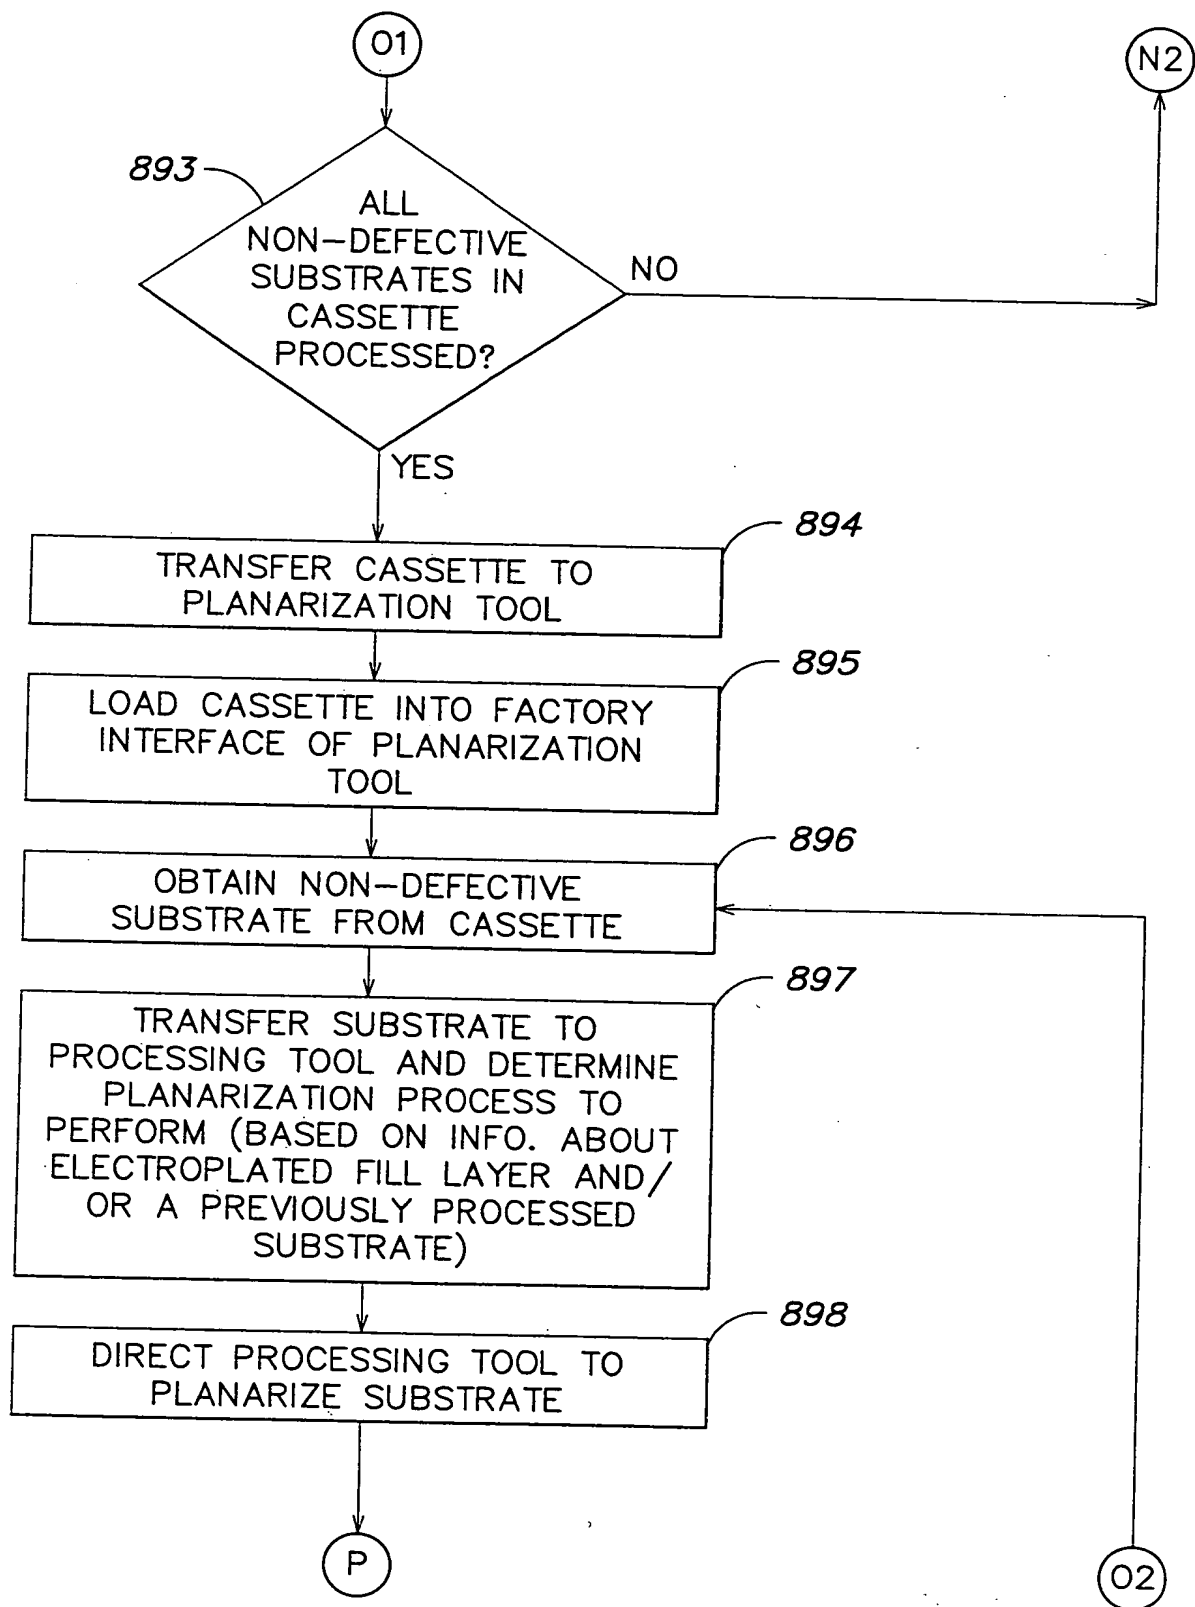 O1
N2
893
ALL
NON-DEFECTIVE
SUBSTRATES IN
CASSETTE
PROCESSED?
NO
YES
894
TRANSFER CASSETTE TO
PLANARIZATION TOOL
895
LOAD CASSETTE INTO FACTORY
INTERFACE OF PLANARIZATION
TOOL
896
OBTAIN NON-DEFECTIVE
SUBSTRATE FROM CASSETTE
897
TRANSFER SUBSTRATE TO
PROCESSING TOOL AND DETERMINE
PLANARIZATION PROCESS TO
PERFORM (BASED ON INFO. ABOUT
ELECTROPLATED FILL LAYER AND/
OR A PREVIOUSLY PROCESSED
SUBSTRATE)
898
DIRECT PROCESSING TOOL TO
PLANARIZE SUBSTRATE
P
O2